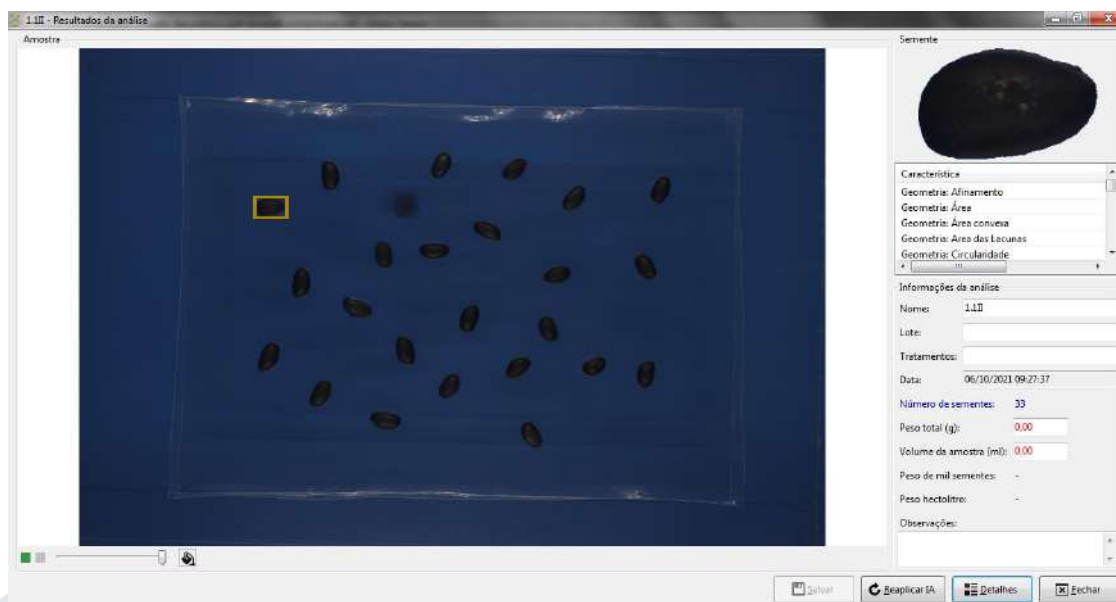 1.1II - Resultados da análise
Amostra
Semente
Característica
Geometria: Afinamento
Geometria: Área
Geometria: Área convexa
Geometria: Área das Lacunas
Geometria: Circularidade
Informações da análise
Nome: 1.1II
Lote:
Tratamentos:
Data: 06/10/2021 09:27:37
Número de sementes: 33
Peso total (g): 0,00
Volume da amostra (ml): 0,00
Peso de mil sementes: -
Peso hectolitro: -
Observações:
Salvar Reaplicar IA Detalhes Fechar